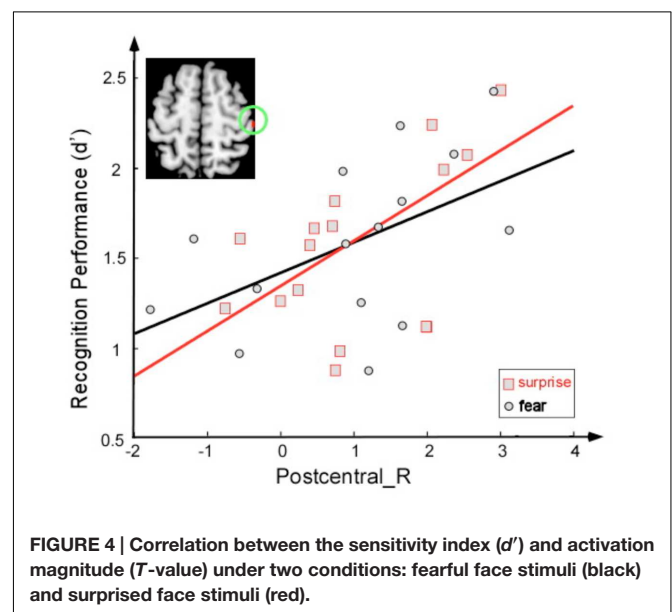 2.5
2
1.5
1
0.5
Recognition Performance (d')
-2 -1 0 1 2 3 4
Postcentral_R
surprise
fear
FIGURE 4 | Correlation between the sensitivity index (d′) and activation
magnitude (T-value) under two conditions: fearful face stimuli (black)
and surprised face stimuli (red).